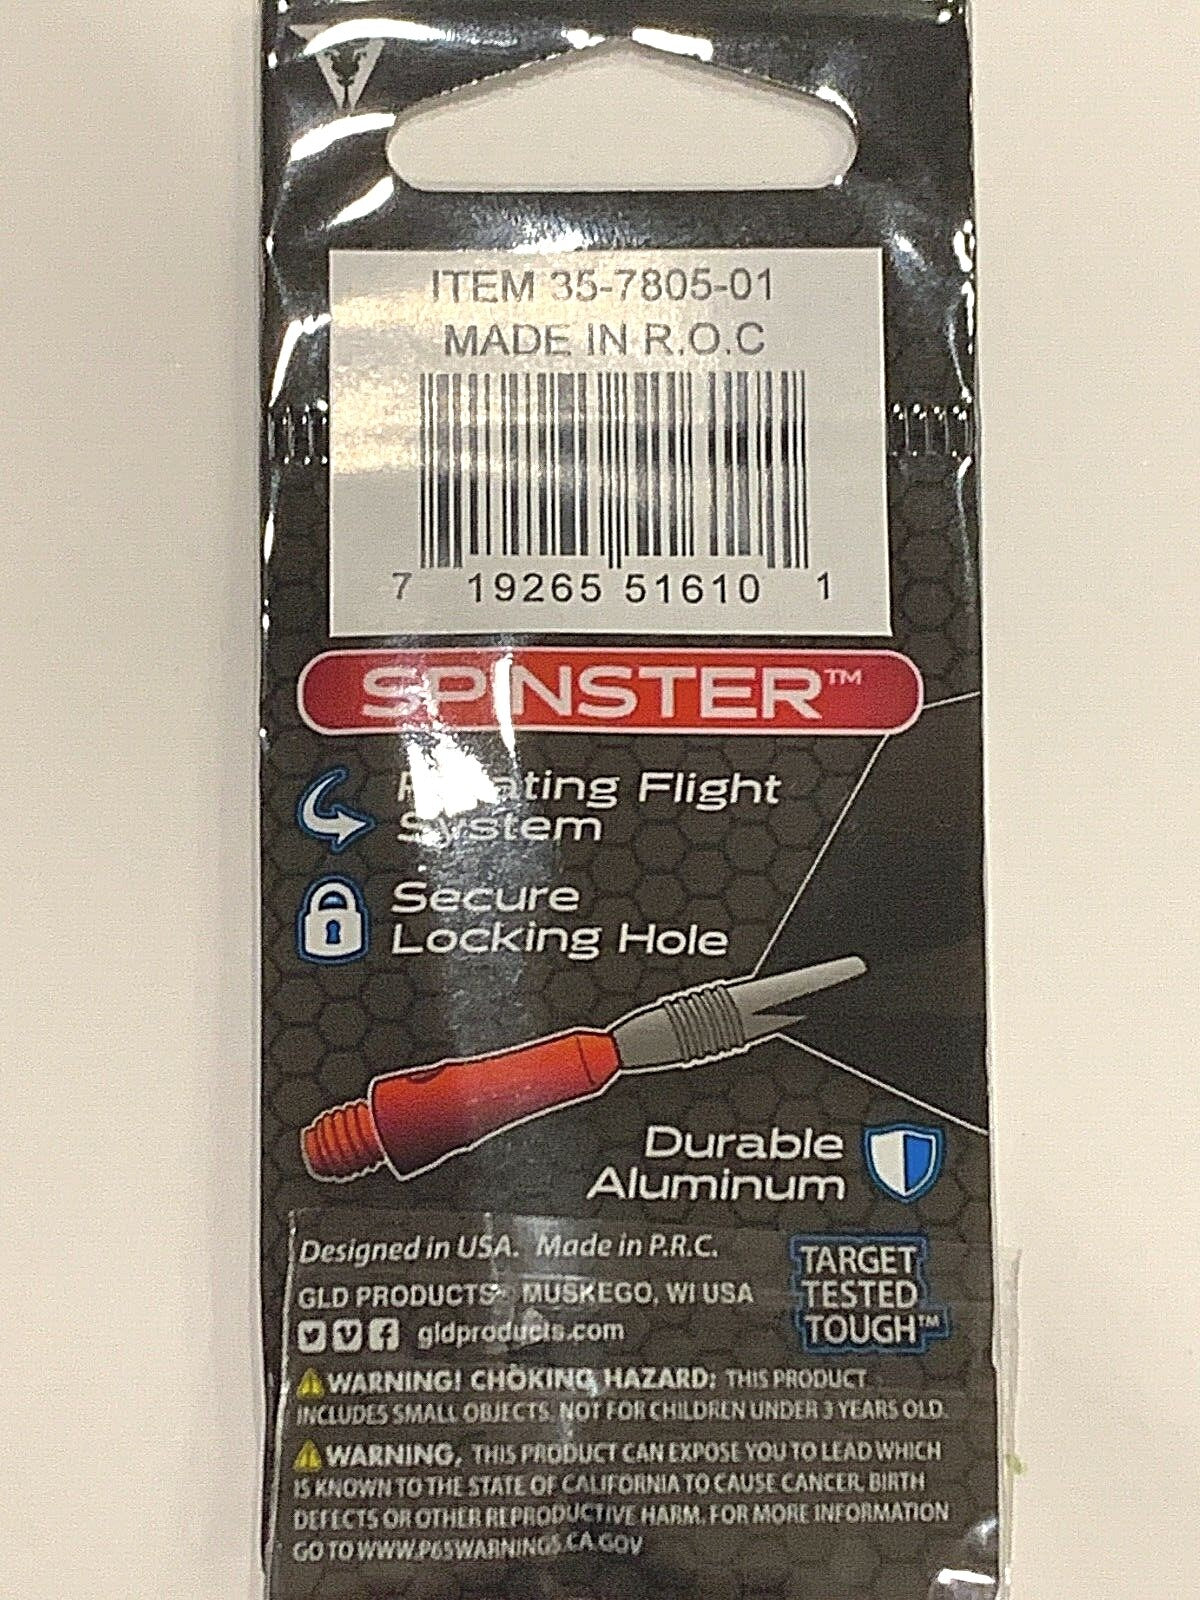 ITEM 35-7805-01
MADE IN R.O.C
7 19265 51610 1
SPINSTER™
Rotating Flight
System
Secure
Locking Hole
Durable
Aluminum
Designed in USA. Made in P.R.C.
GLD PRODUCTS · MUSKEGO, WI USA
gldproducts.com
TARGET
TESTED
TOUGH™
WARNING! CHOKING HAZARD: THIS PRODUCT
INCLUDES SMALL OBJECTS. NOT FOR CHILDREN UNDER 3 YEARS OLD.
WARNING, THIS PRODUCT CAN EXPOSE YOU TO LEAD WHICH
IS KNOWN TO THE STATE OF CALIFORNIA TO CAUSE CANCER, BIRTH
DEFECTS OR OTHER REPRODUCTIVE HARM. FOR MORE INFORMATION
GO TO WWW.P65WARNINGS.CA.GOV